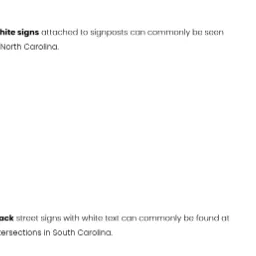 hite signs attached to signposts can commonly be seen
North Carolina.
ack street signs with white text can commonly be found at
tersections in South Carolina.